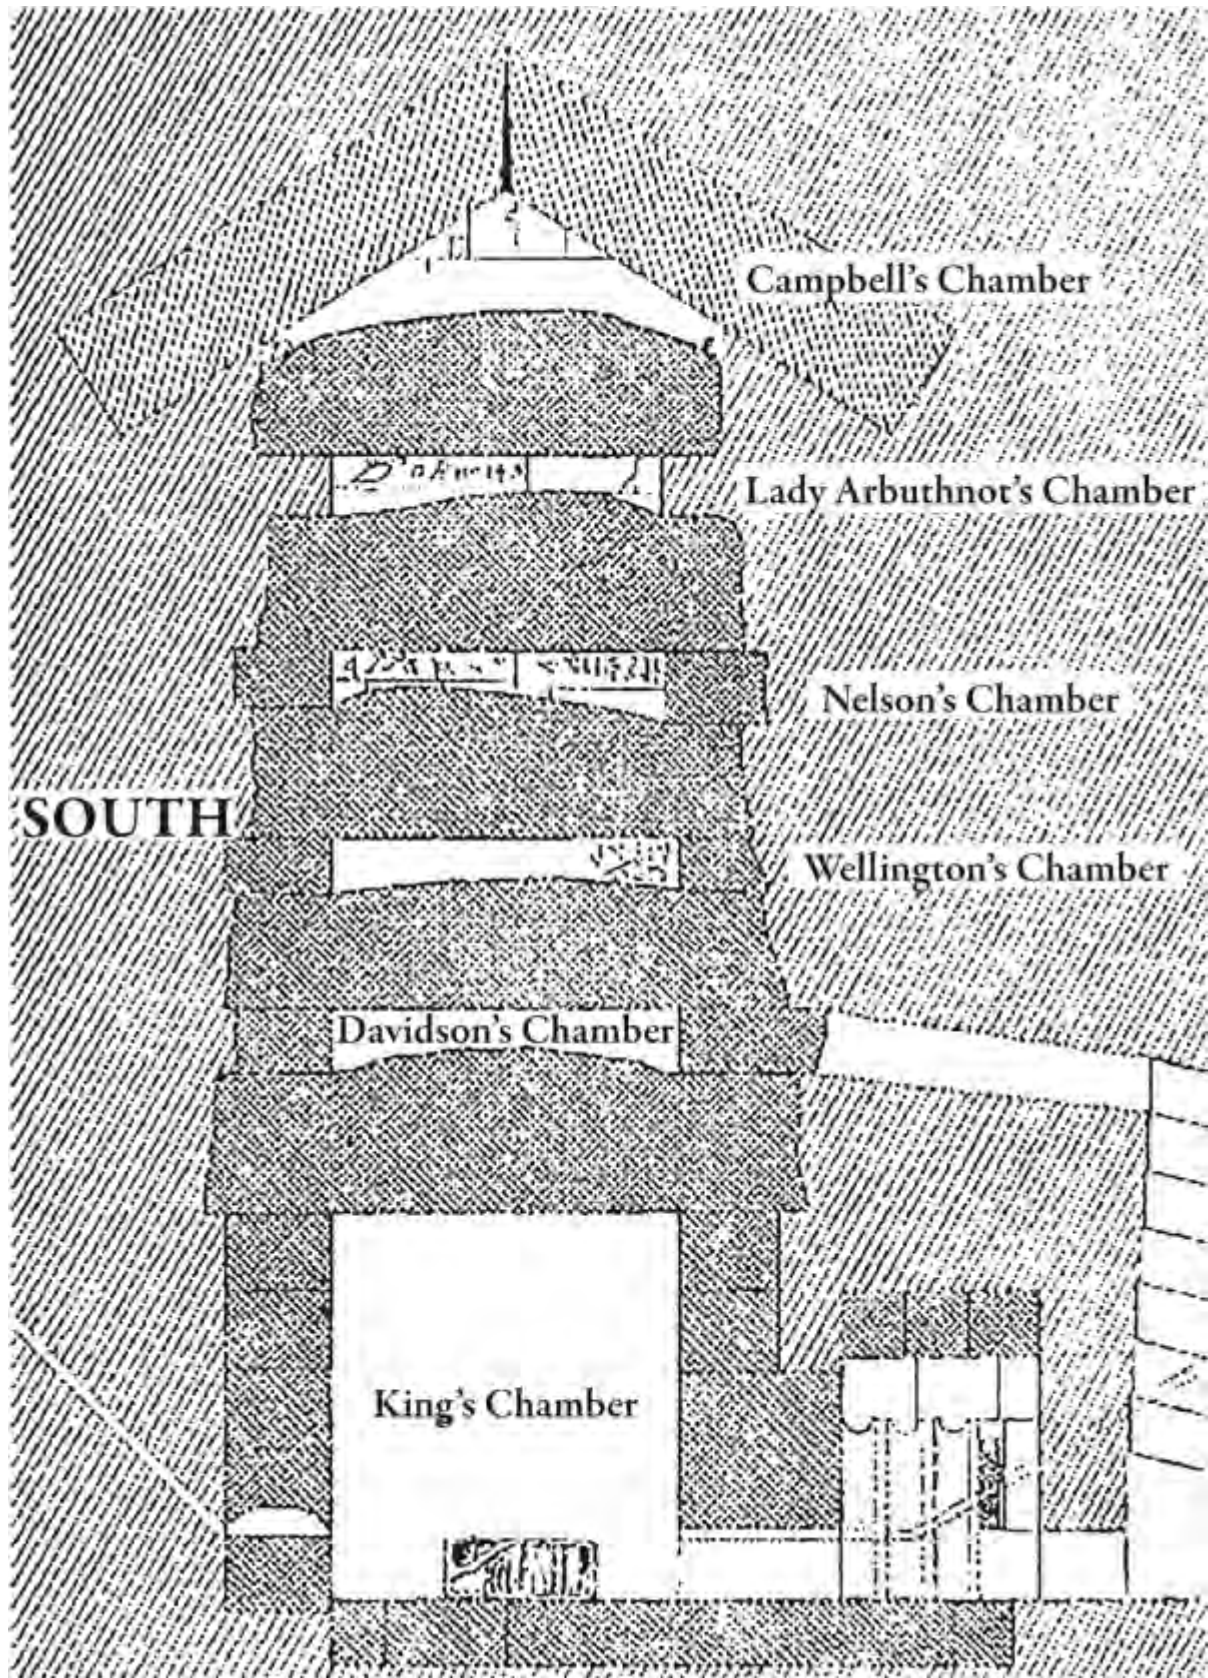 Campbell's Chamber
Lady Arbuthnot's Chamber
Nelson's Chamber
SOUTH
Wellington's Chamber
Davidson's Chamber
King's Chamber